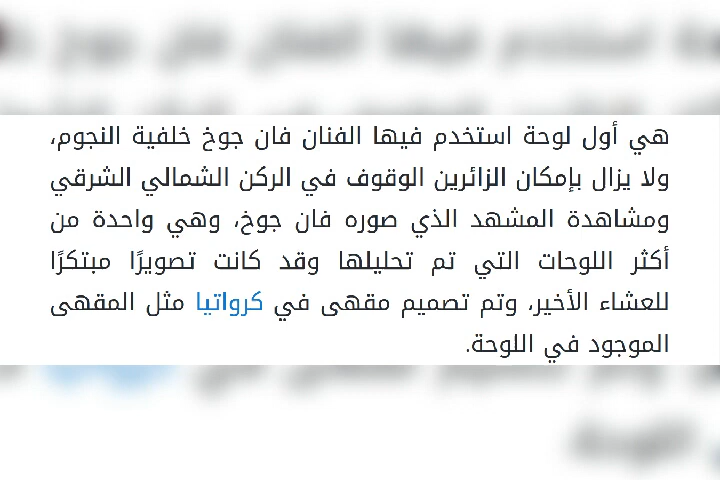 هي أول لوحة استخدم فيها الفنان فان جوخ خلفية النجوم،
ولا يزال بإمكان الزائرين الوقوف في الركن الشمالي الشرقي
ومشاهدة المشهد الذي صوره فان جوخ، وهي واحدة من
أكثر اللوحات التي تم تحليلها وقد كانت تصويرًا مبتكرًا
للعشاء الأخير، وتم تصميم مقهى في كرواتيا مثل المقهى
الموجود في اللوحة.